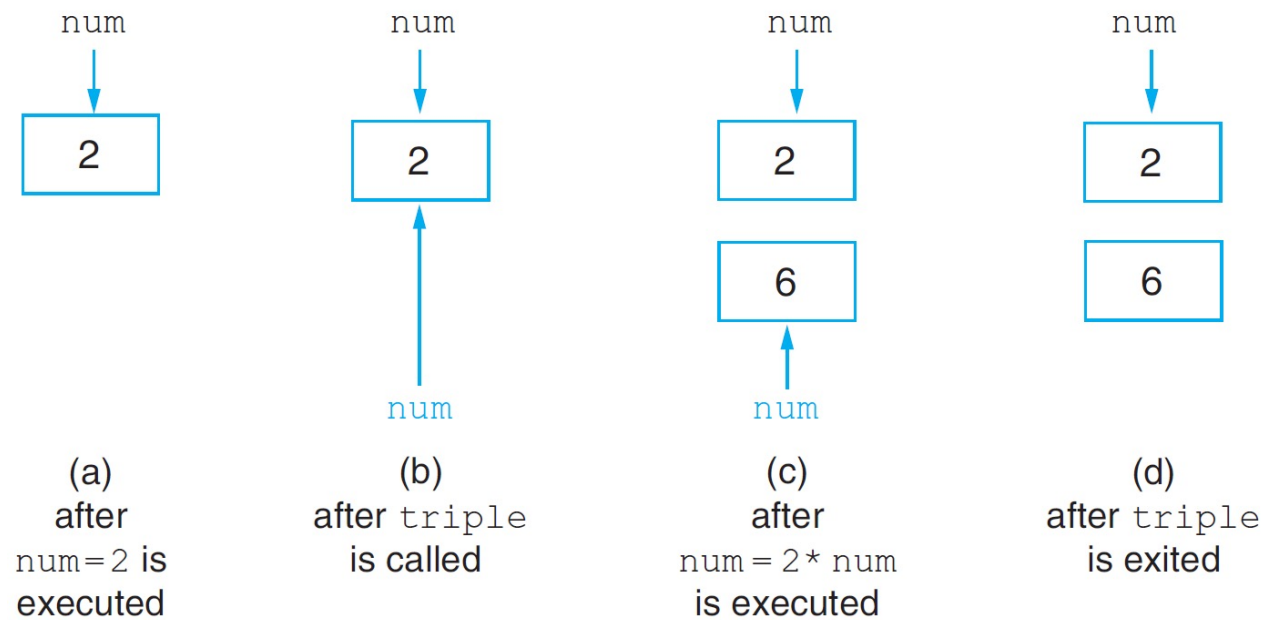 num num num num
2 2 2 2
6 6
num num
(a) (b) (c) (d)
after after triple after after triple
num=2 is is called num=2* num is exited
executed is executed